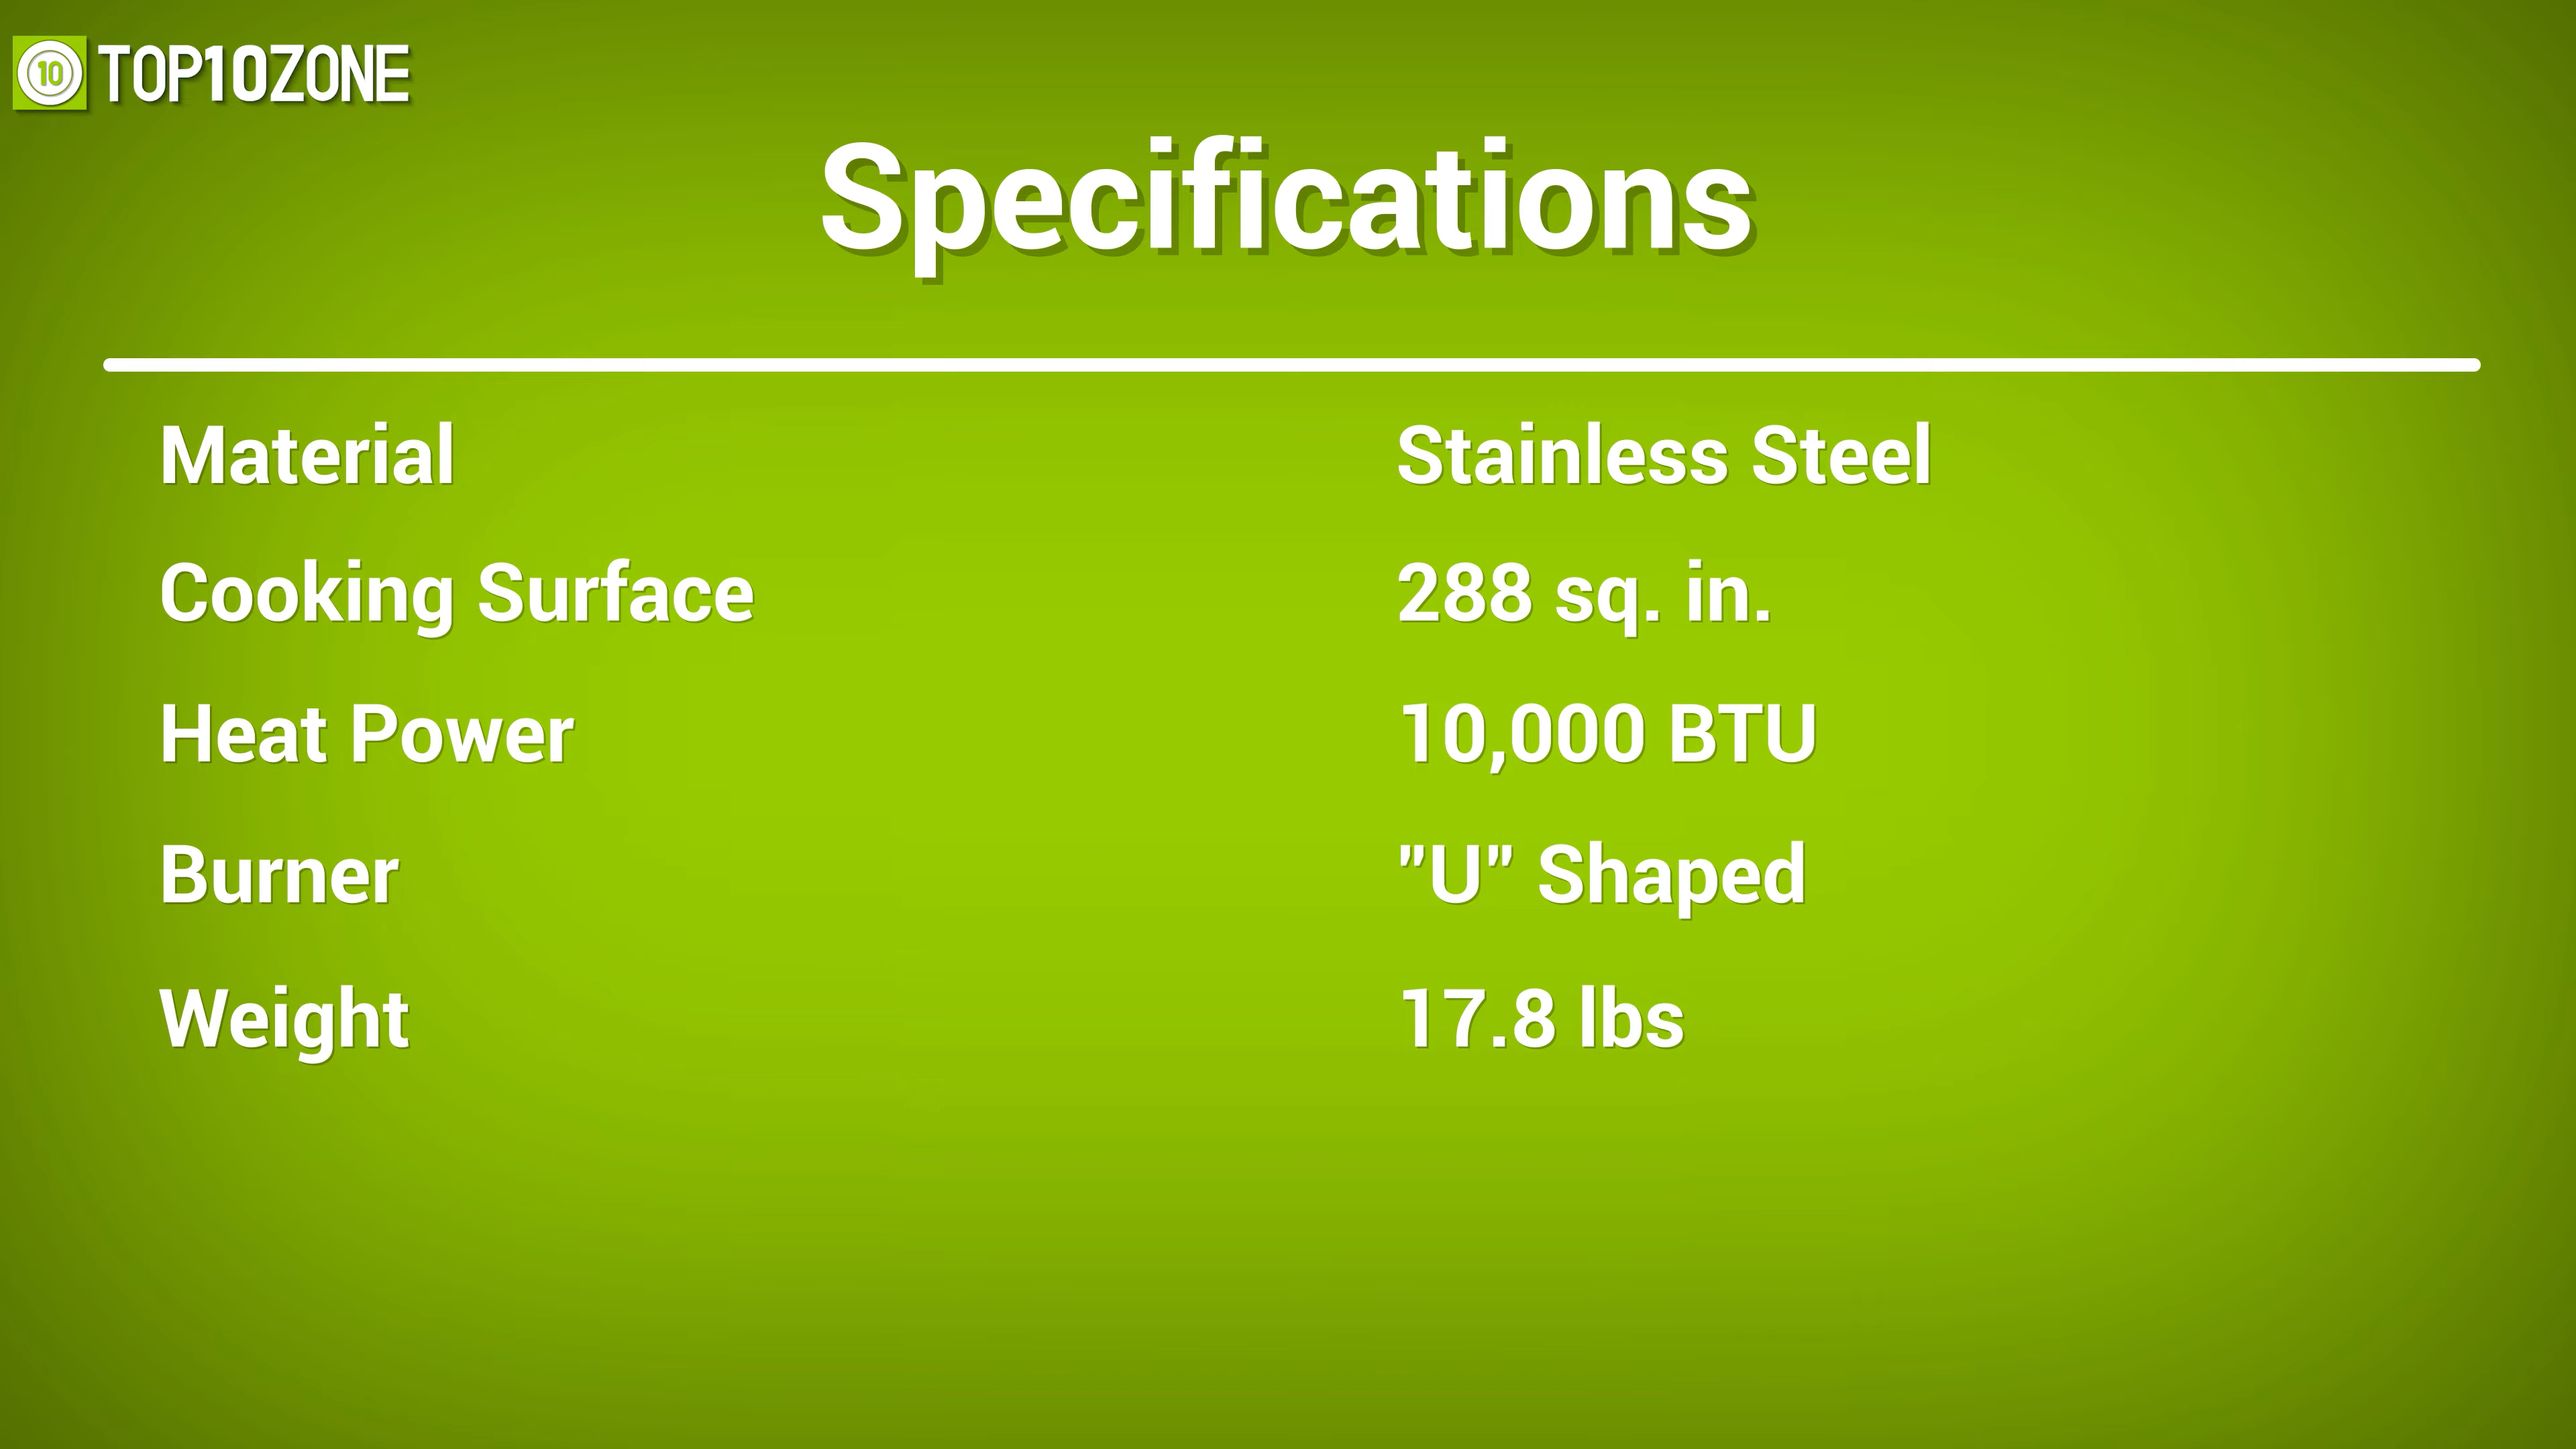 10 TOP10ZONE
Specifications
Material Stainless Steel
Cooking Surface 288 sq. in.
Heat Power 10,000 BTU
Burner "U" Shaped
Weight 17.8 lbs